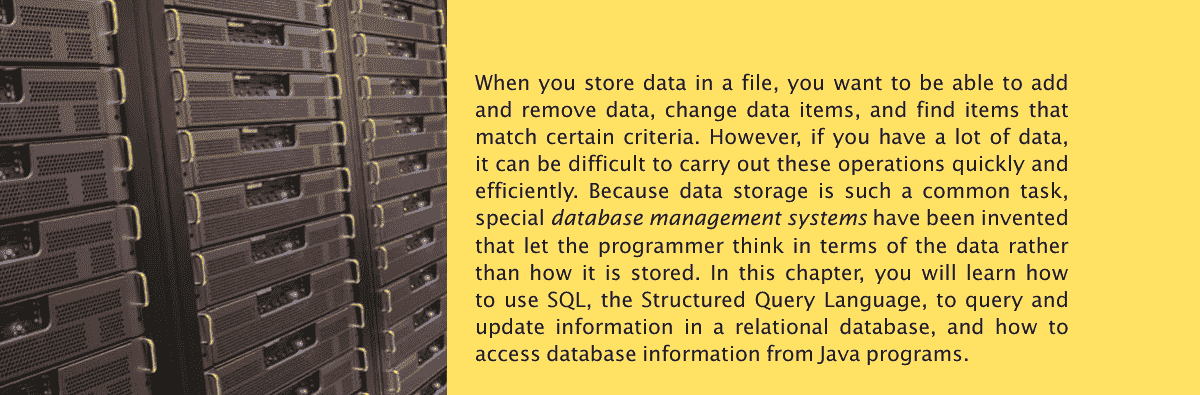 When you store data in a file, you want to be able to add
and remove data, change data items, and find items that
match certain criteria. However, if you have a lot of data,
it can be difficult to carry out these operations quickly and
efficiently. Because data storage is such a common task,
special database management systems have been invented
that let the programmer think in terms of the data rather
than how it is stored. In this chapter, you will learn how
to use SQL, the Structured Query Language, to query and
update information in a relational database, and how to
access database information from Java programs.